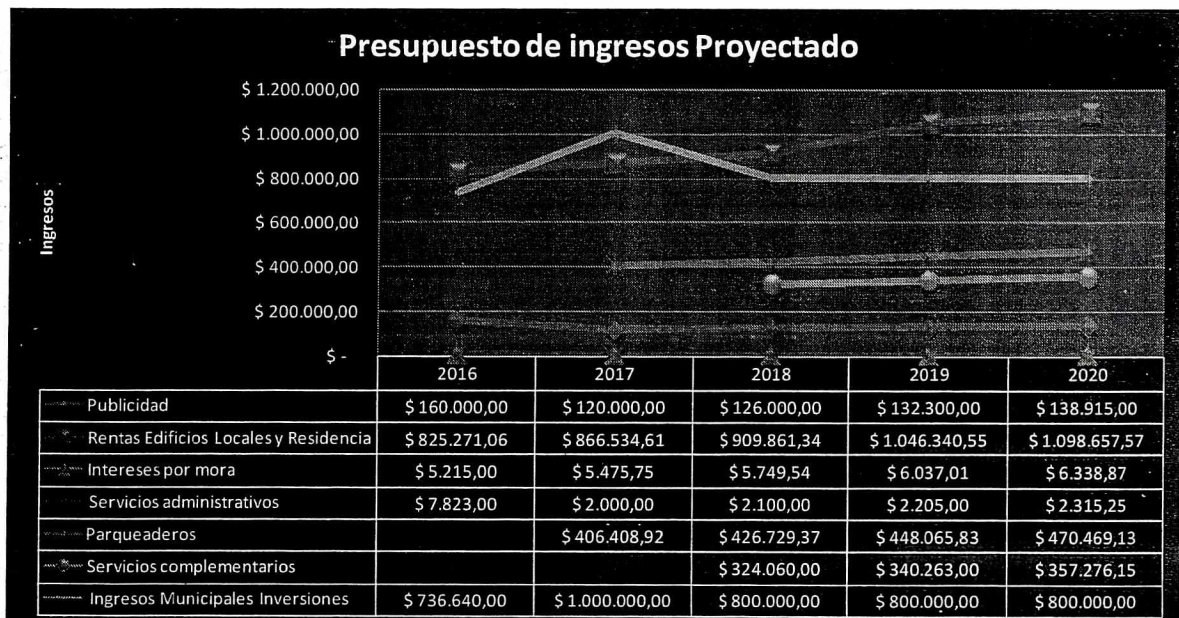 Presupuesto de ingresos Proyectado
Ingresos
$ 1.200.000,00
$ 1.000.000,00
$ 800.000,00
$ 600.000,00
$ 400.000,00
$ 200.000,00
$ -
2016 2017 2018 2019 2020
Publicidad $ 160.000,00 $ 120.000,00 $ 126.000,00 $ 132.300,00 $ 138.915,00
Rentas Edificios Locales y Residencia $ 825.271,06 $ 866.534,61 $ 909.861,34 $ 1.046.340,55 $ 1.098.657,57
Intereses por mora $ 5.215,00 $ 5.475,75 $ 5.749,54 $ 6.037,01 $ 6.338,87
Servicios administrativos $ 7.823,00 $ 2.000,00 $ 2.100,00 $ 2.205,00 $ 2.315,25
Parqueaderos $ 406.408,92 $ 426.729,37 $ 448.065,83 $ 470.469,13
Servicios complementarios $ 324.060,00 $ 340.263,00 $ 357.276,15
Ingresos Municipales Inversiones $ 736.640,00 $ 1.000.000,00 $ 800.000,00 $ 800.000,00 $ 800.000,00